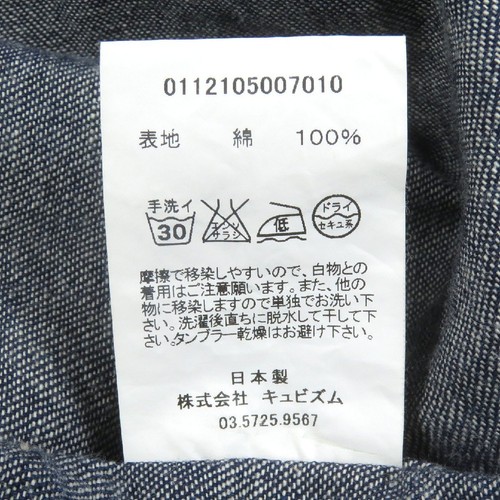 0112105007010
表地 綿 100%
手洗イ ドライ
30 エンソサラシ 低 セキユ系
摩擦で移染しやすいので、白物との
着用はご注意願います。また、他の
物に移染しますので単独でお洗い下
さい。洗濯後直ちに脱水して干して下
さい。タンブラー乾燥はお避け下さい。
日本製
株式会社 キュビズム
03.5725.9567